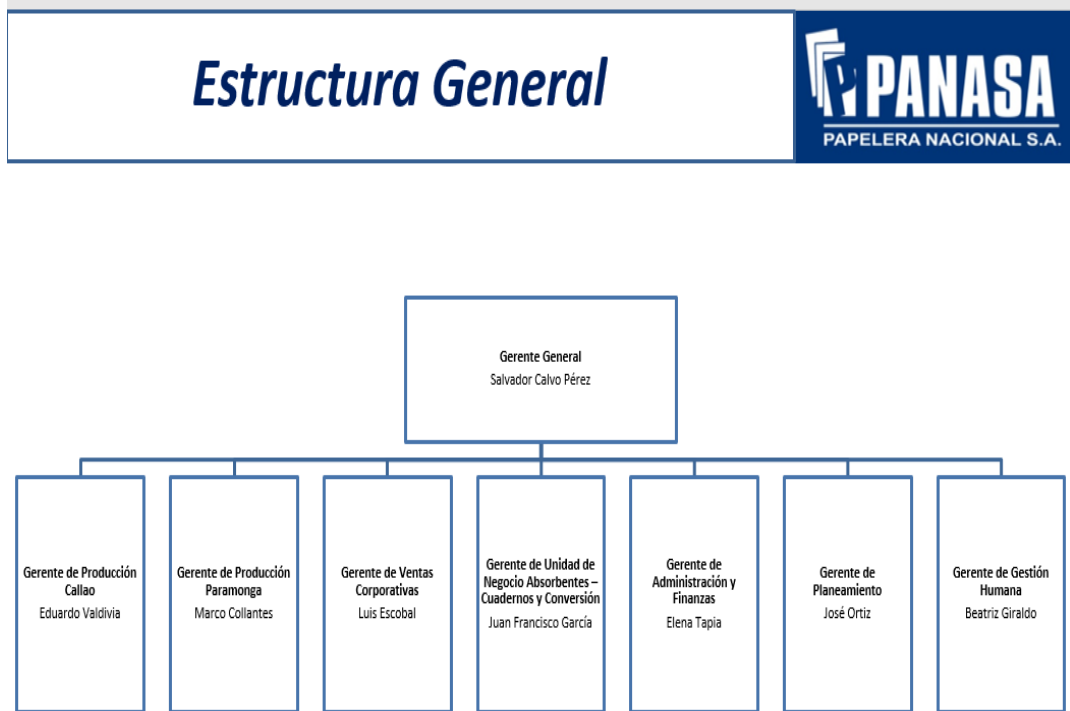 Estructura General
PANASA
PAPELERA NACIONAL S.A.
Gerente General
Salvador Calvo Pérez
Gerente de Producción
Callao
Eduardo Valdivia
Gerente de Producción
Paramonga
Marco Collantes
Gerente de Ventas
Corporativas
Luis Escobal
Gerente de Unidad de
Negocio Absorbentes –
Cuadernos y Conversión
Juan Francisco García
Gerente de
Administración y
Finanzas
Elena Tapia
Gerente de
Planeamiento
José Ortiz
Gerente de Gestión
Humana
Beatriz Giraldo